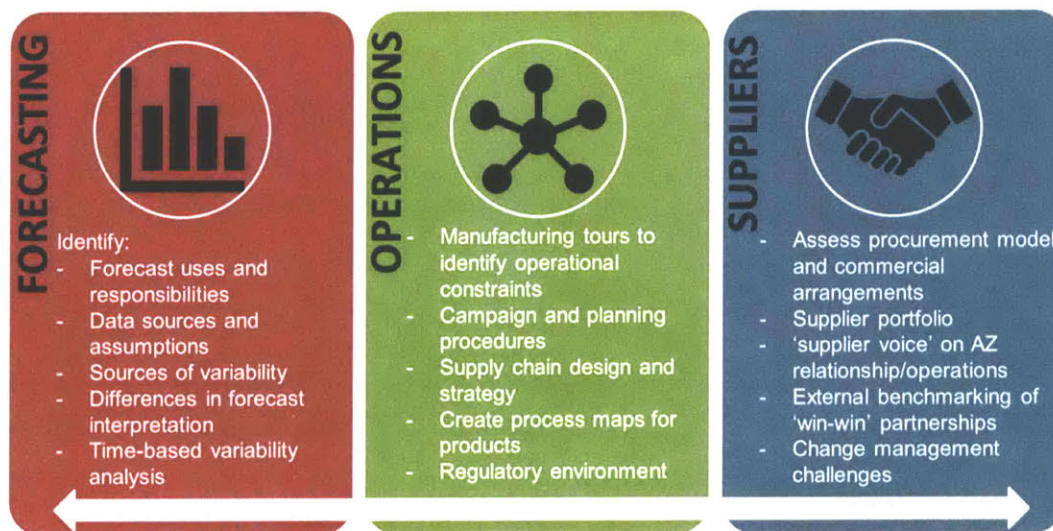 FORECASTING
Identify:
- Forecast uses and
responsibilities
- Data sources and
assumptions
- Sources of variability
- Differences in forecast
interpretation
- Time-based variability
analysis
OPERATIONS
- Manufacturing tours to
identify operational
constraints
- Campaign and planning
procedures
- Supply chain design and
strategy
- Create process maps for
products
- Regulatory environment
SUPPLIERS
- Assess procurement model
and commercial
arrangements
- Supplier portfolio
- ‘supplier voice’ on AZ
relationship/operations
- External benchmarking of
‘win-win’ partnerships
- Change management
challenges